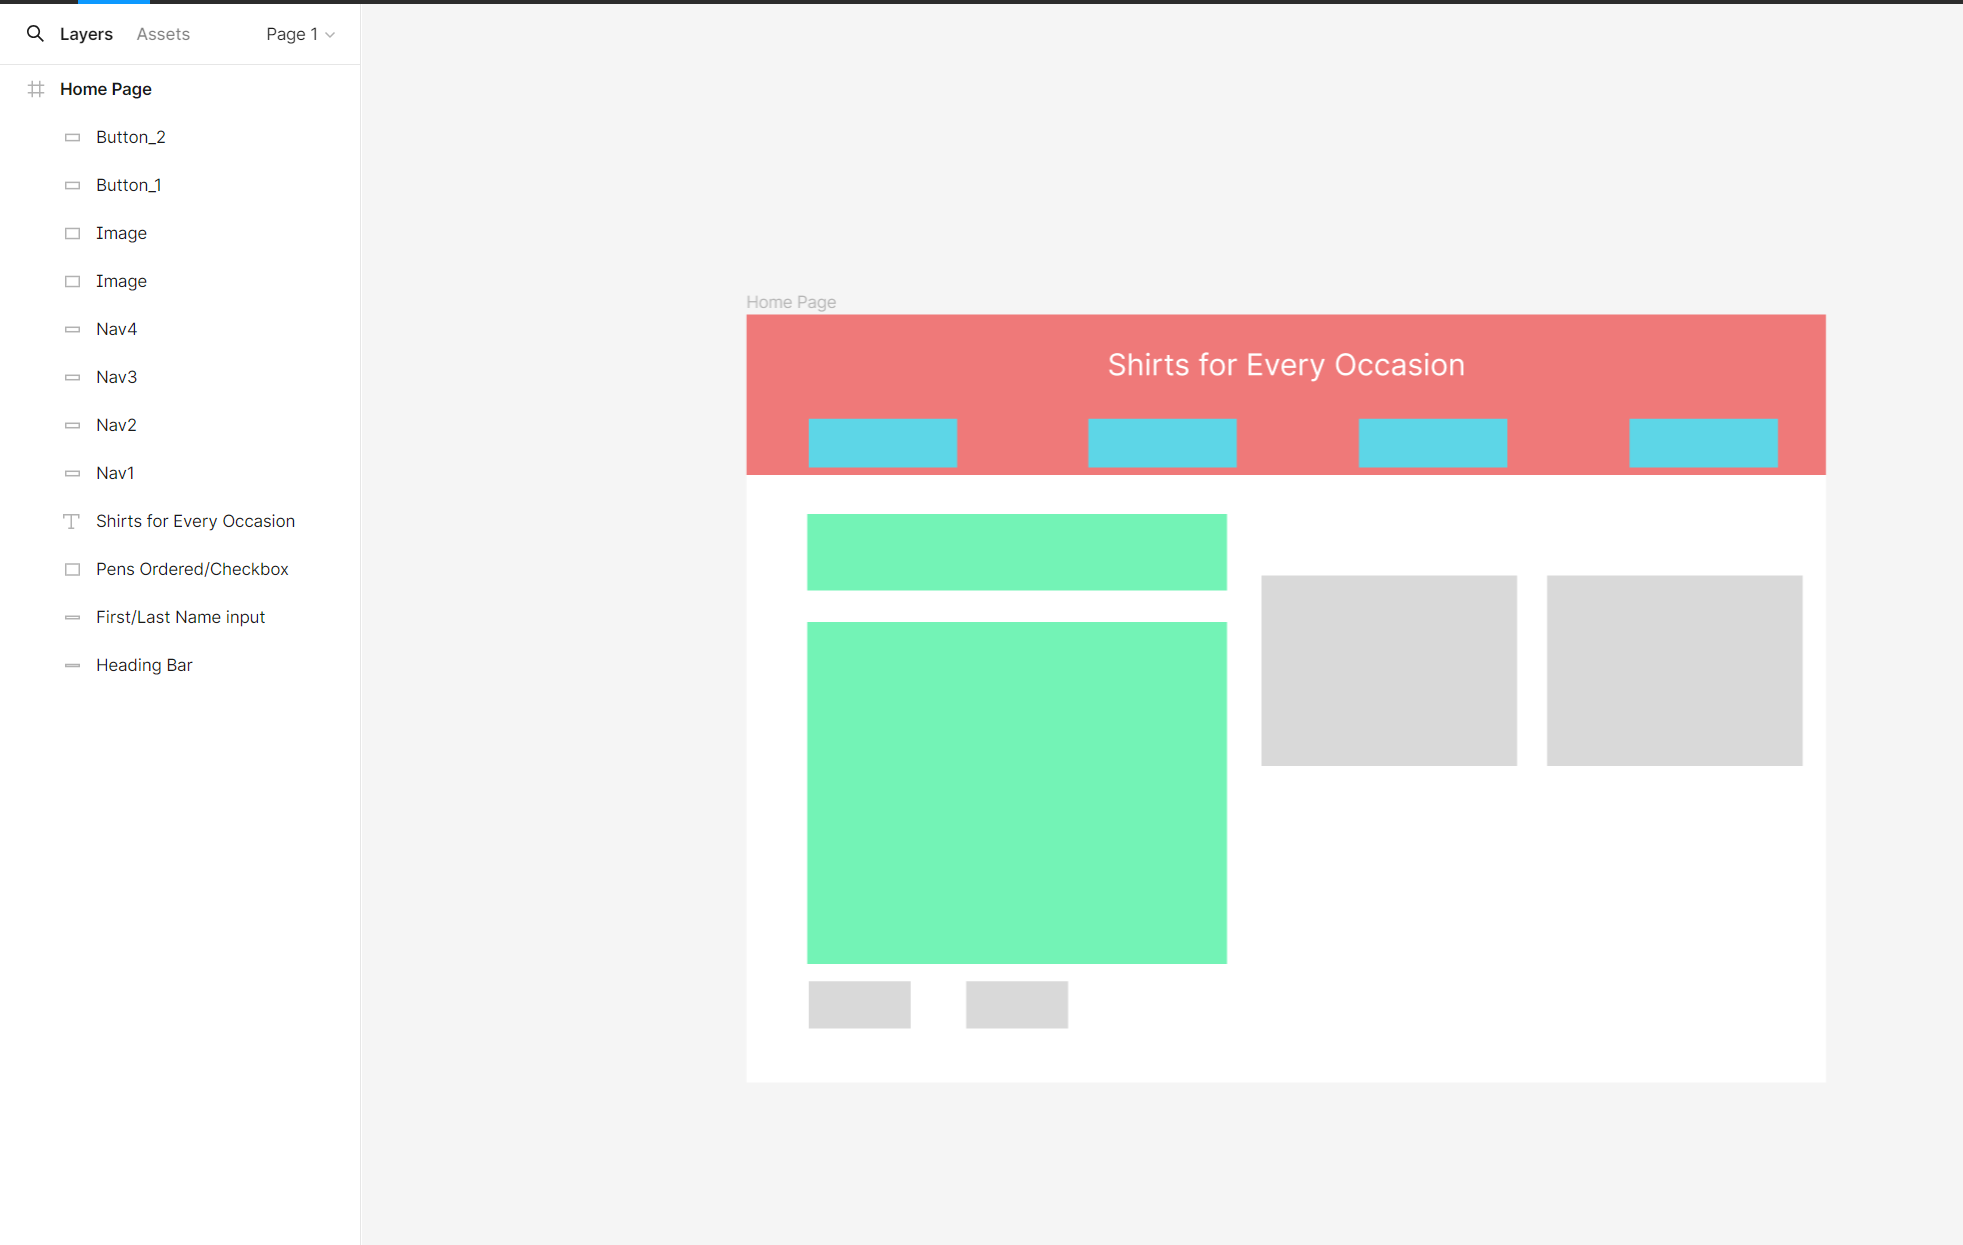 Layers Assets Page 1
Home Page
Button_2
Button_1
Image
Image
Nav4
Nav3
Nav2
Nav1
Shirts for Every Occasion
Pens Ordered/Checkbox
First/Last Name input
Heading Bar
Home Page
Shirts for Every Occasion